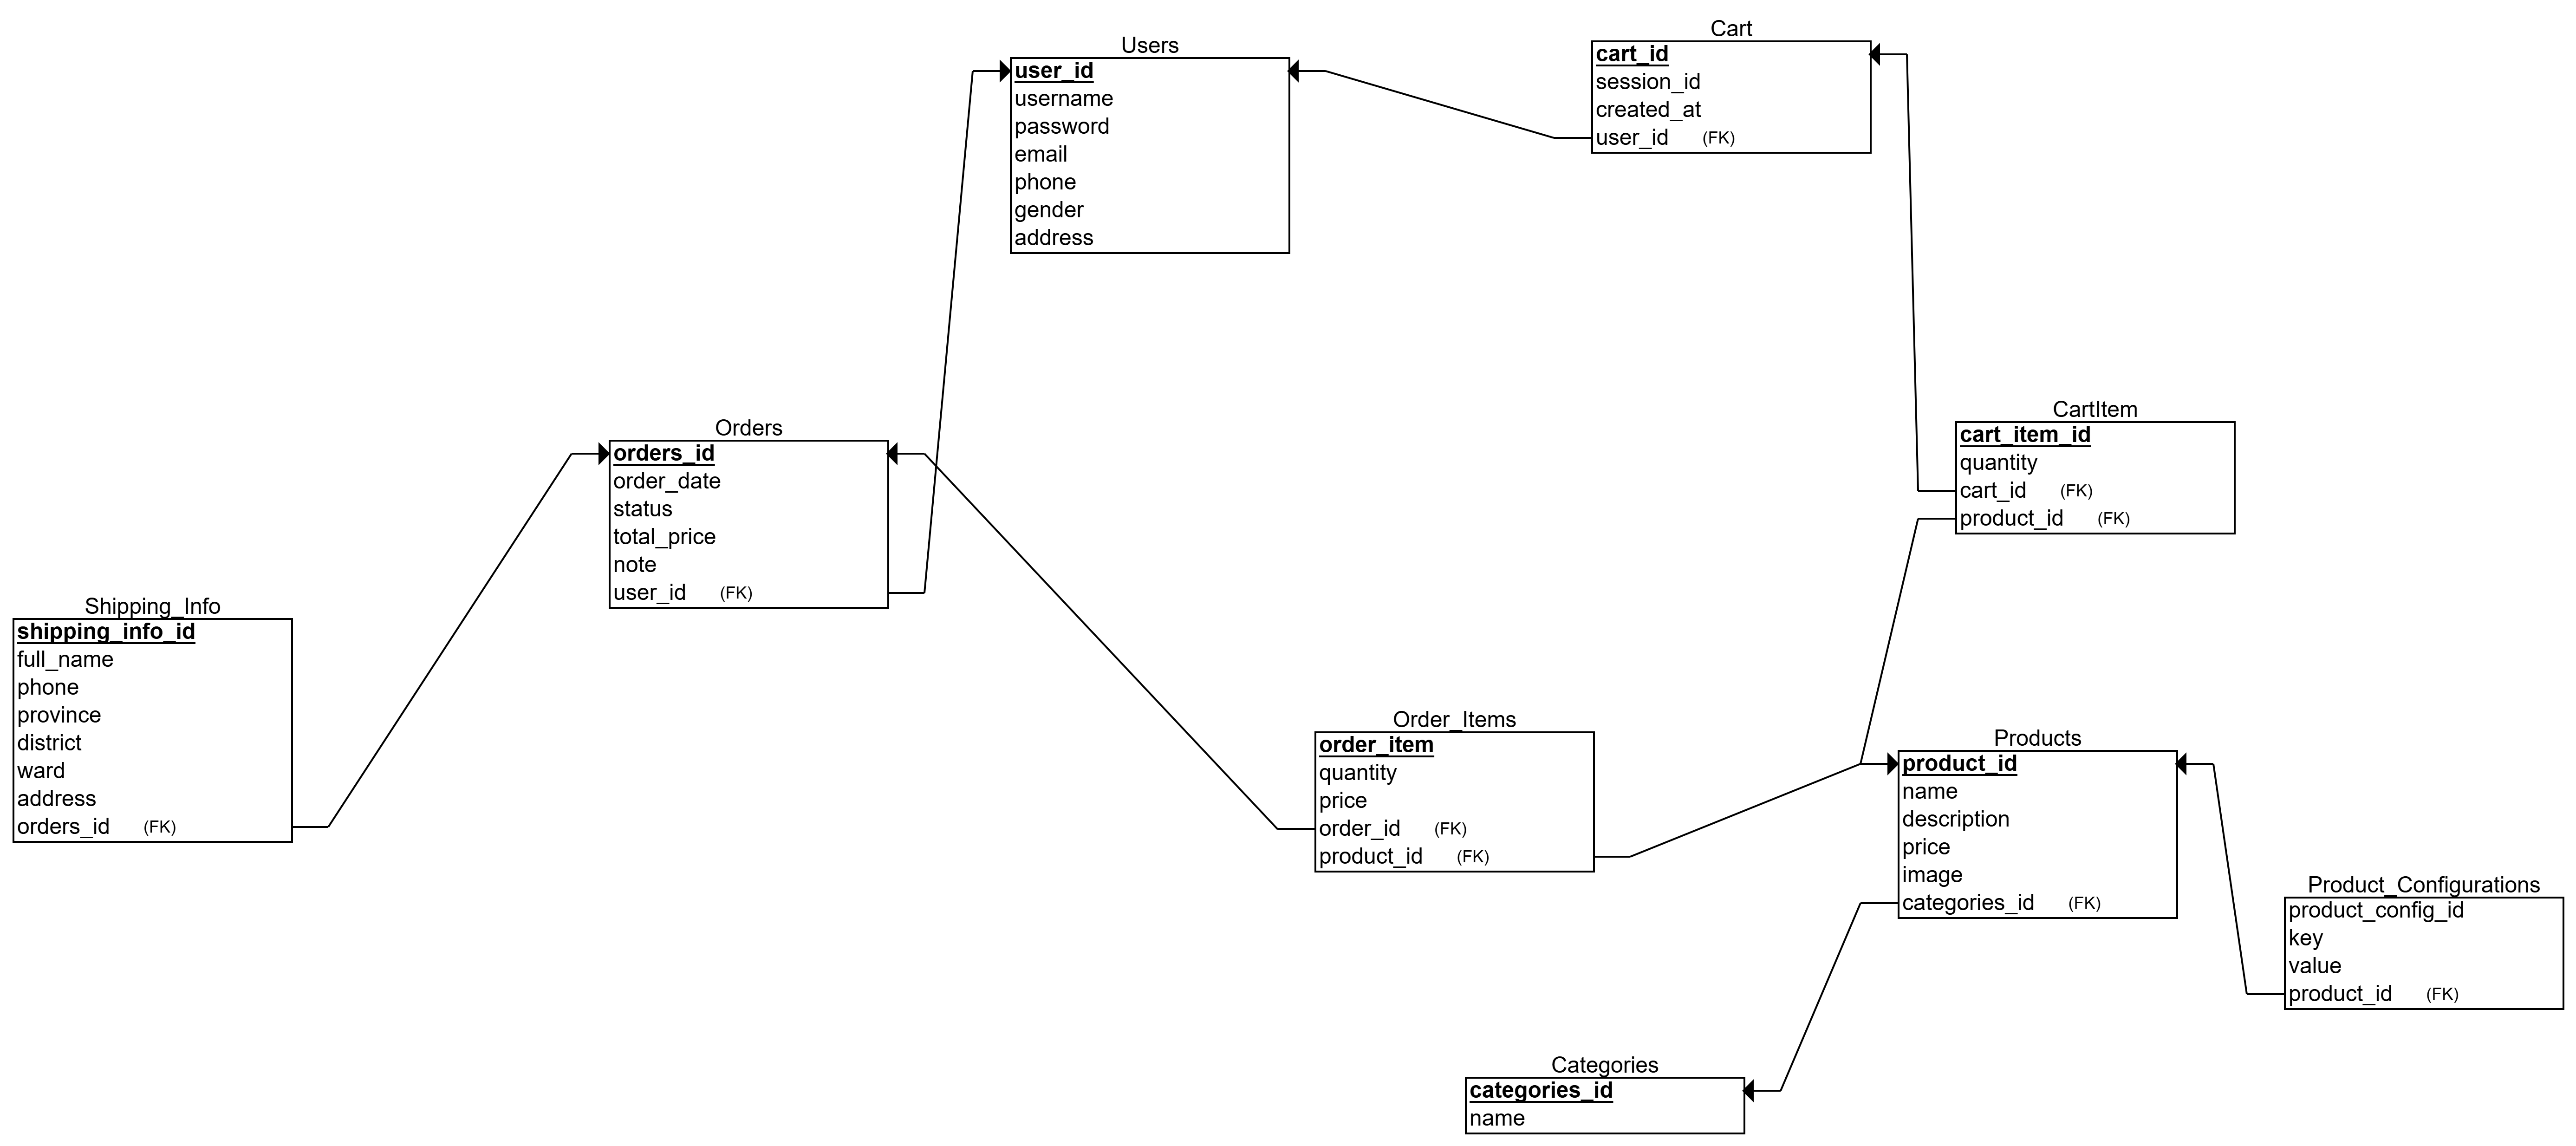 Users
user_id
username
password
email
phone
gender
address
Cart
cart_id
session_id
created_at
user_id (FK)
Orders
orders_id
order_date
status
total_price
note
user_id (FK)
CartItem
cart_item_id
quantity
cart_id (FK)
product_id (FK)
Shipping_Info
shipping_info_id
full_name
phone
province
district
ward
address
orders_id (FK)
Order_Items
order_item
quantity
price
order_id (FK)
product_id (FK)
Products
product_id
name
description
price
image
categories_id (FK)
Product_Configurations
product_config_id
key
value
product_id (FK)
Categories
categories_id
name